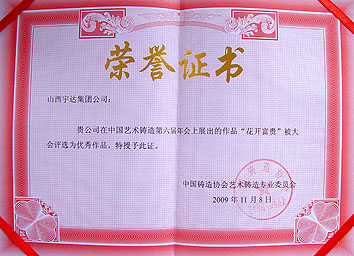 荣誉证书
山西宇达集团公司：
贵公司在中国艺术铸造第六届年会上展出的作品“花开富贵”被大
会评选为优秀作品。特授予此证。
中国铸造协会艺术铸造专业委员会
2009年11月8日